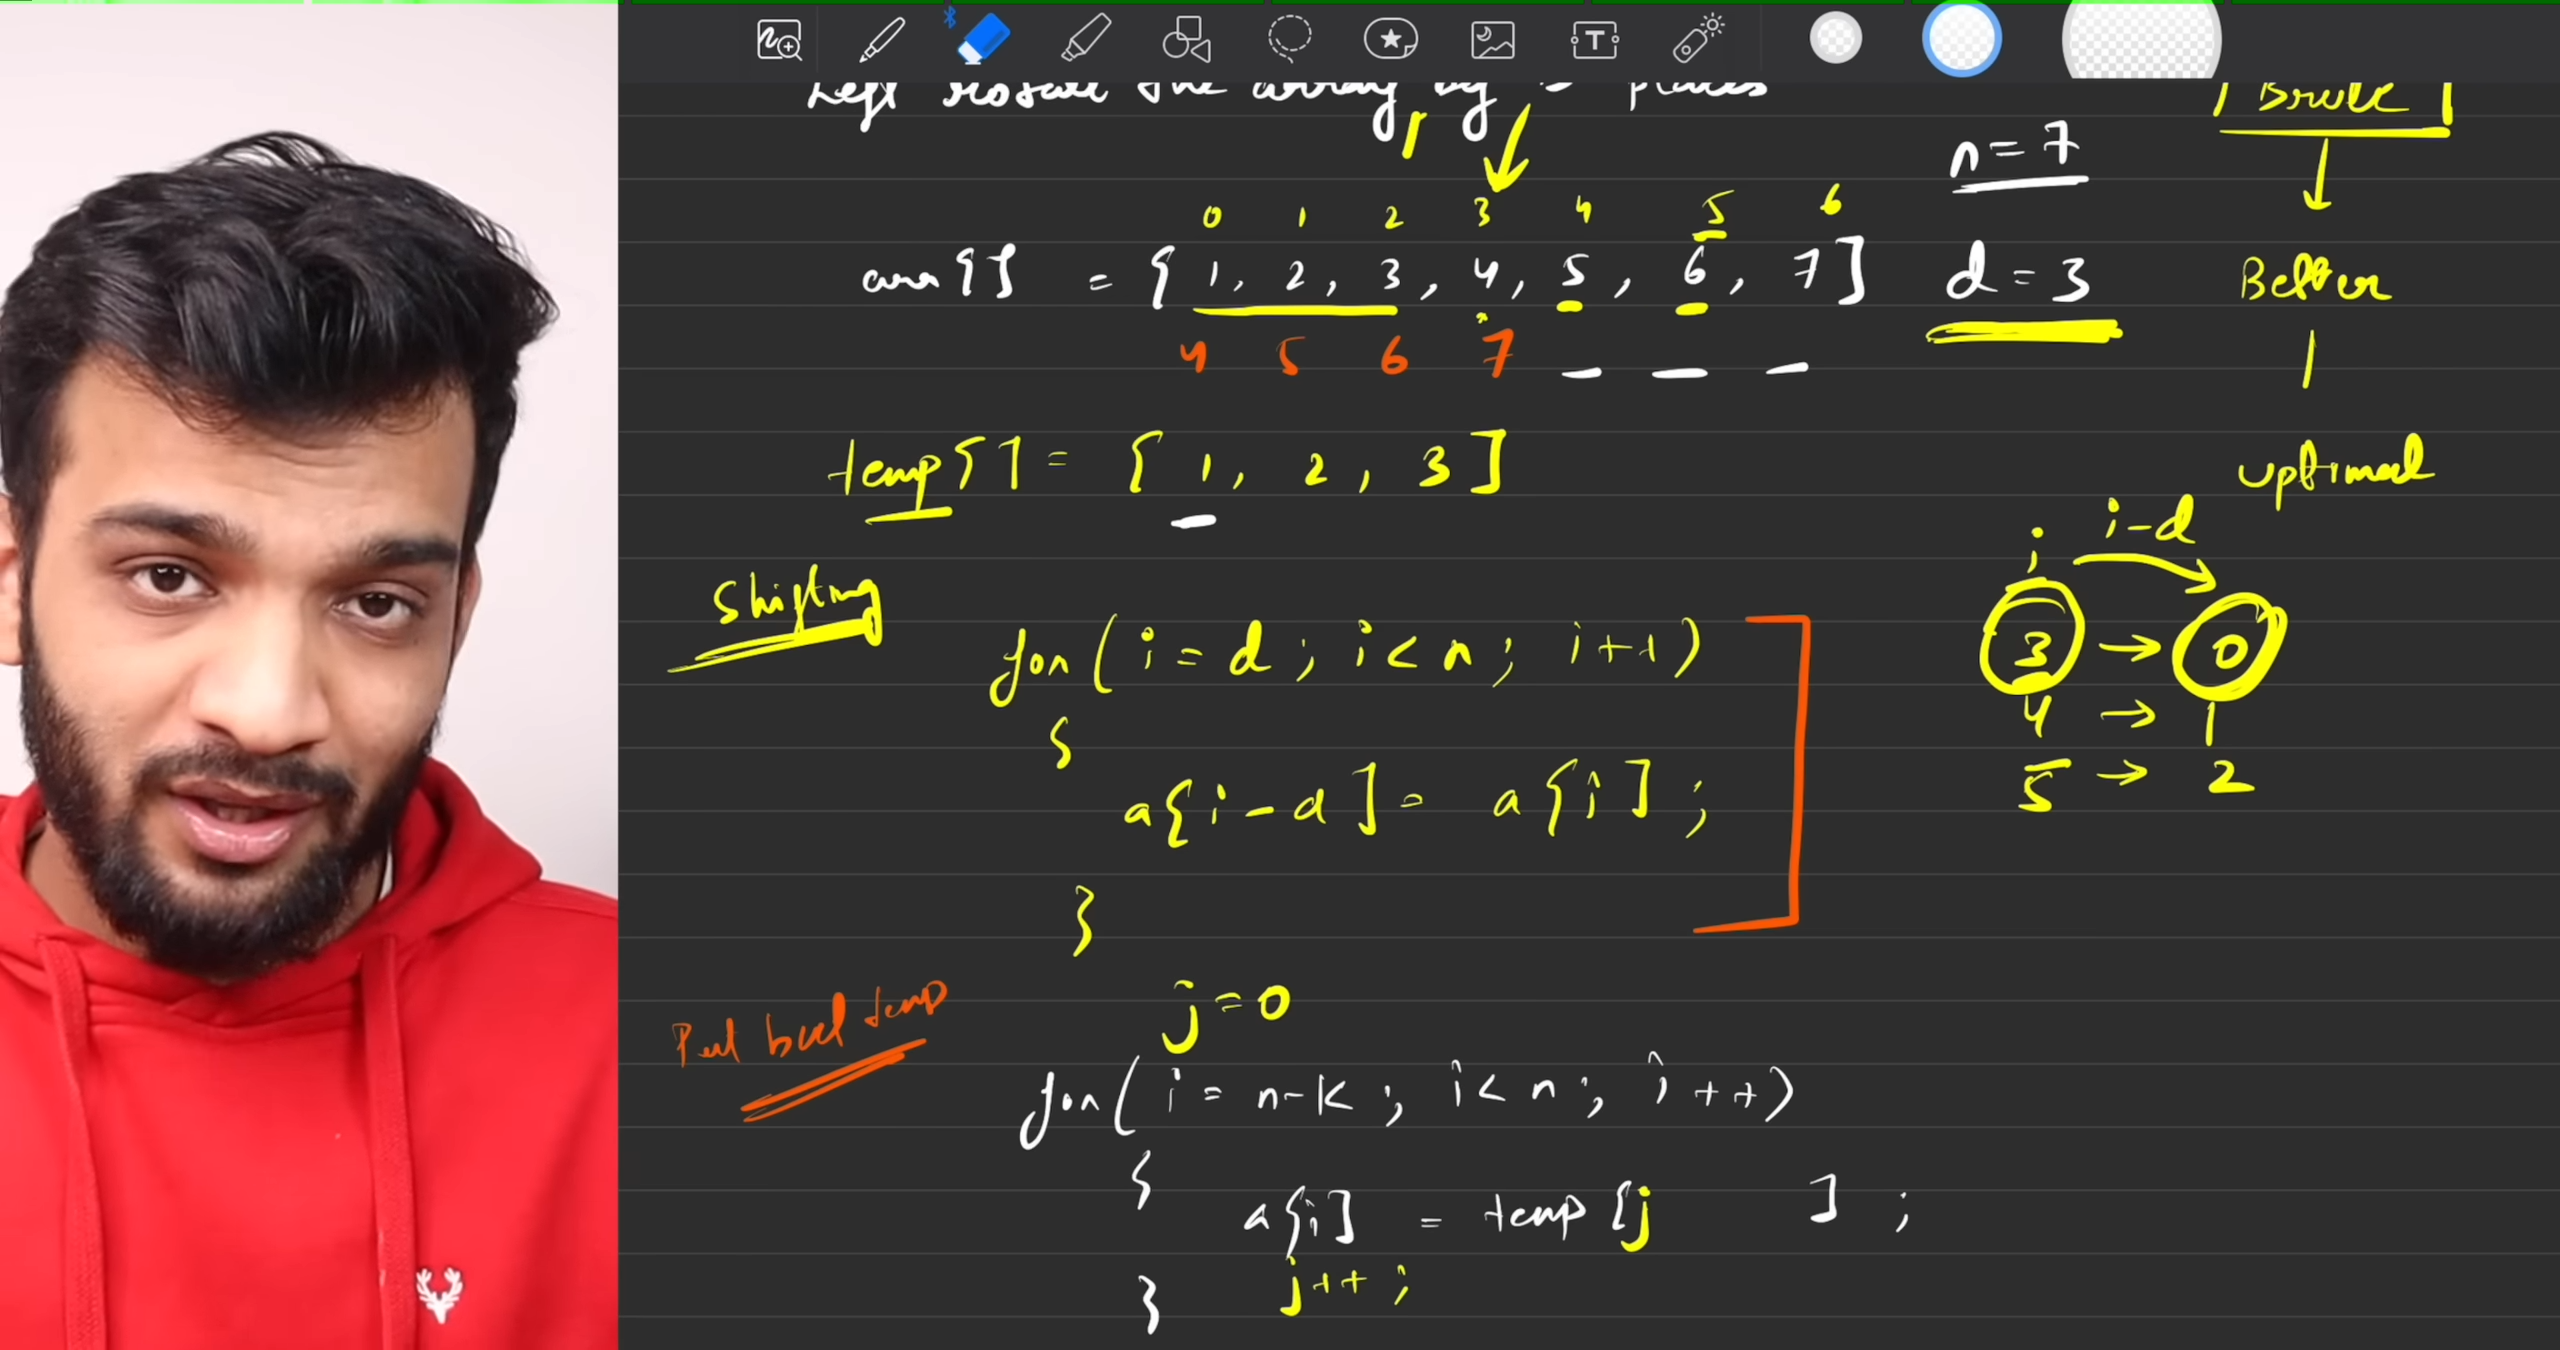 Left rotate the array by places
Brute
n = 7
0 1 2 3 4 5 6
arr[] = [1, 2, 3, 4, 5, 6, 7]
d = 3
Better
4 5 6 7 _ _ _
temp[] = [1, 2, 3]
optimal
i i-d
Shifting
for(i = d; i < n; i++)
3 → 0
{
4 → 1
a[i-d] = a[i];
5 → 2
}
j = 0
Put back temp
for(i = n-k; i < n; i++)
{
a[i] = temp[j];
j++;
}